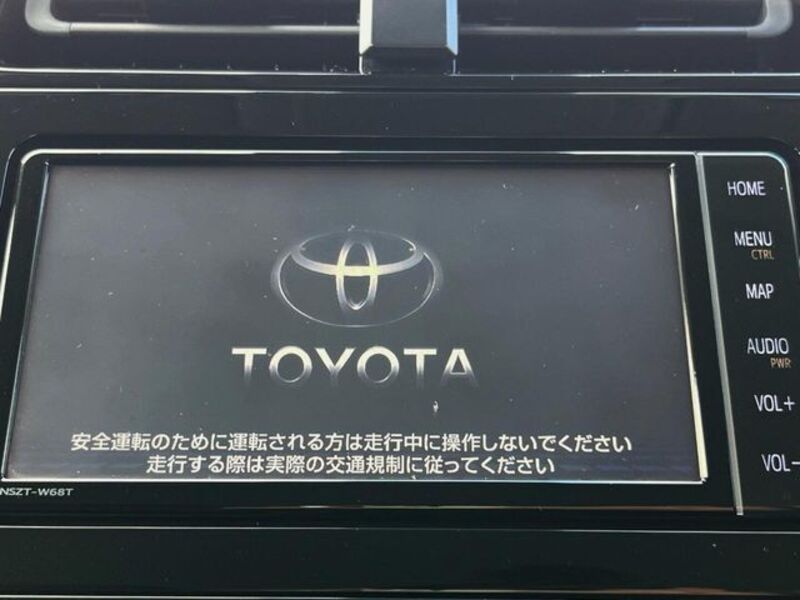 HOME
MENU
CTRL
MAP
AUDIO
PWR
VOL+
VOL-
TOYOTA
安全運転のために運転される方は走行中に操作しないでください
走行する際は実際の交通規制に従ってください
NSZT-W68T